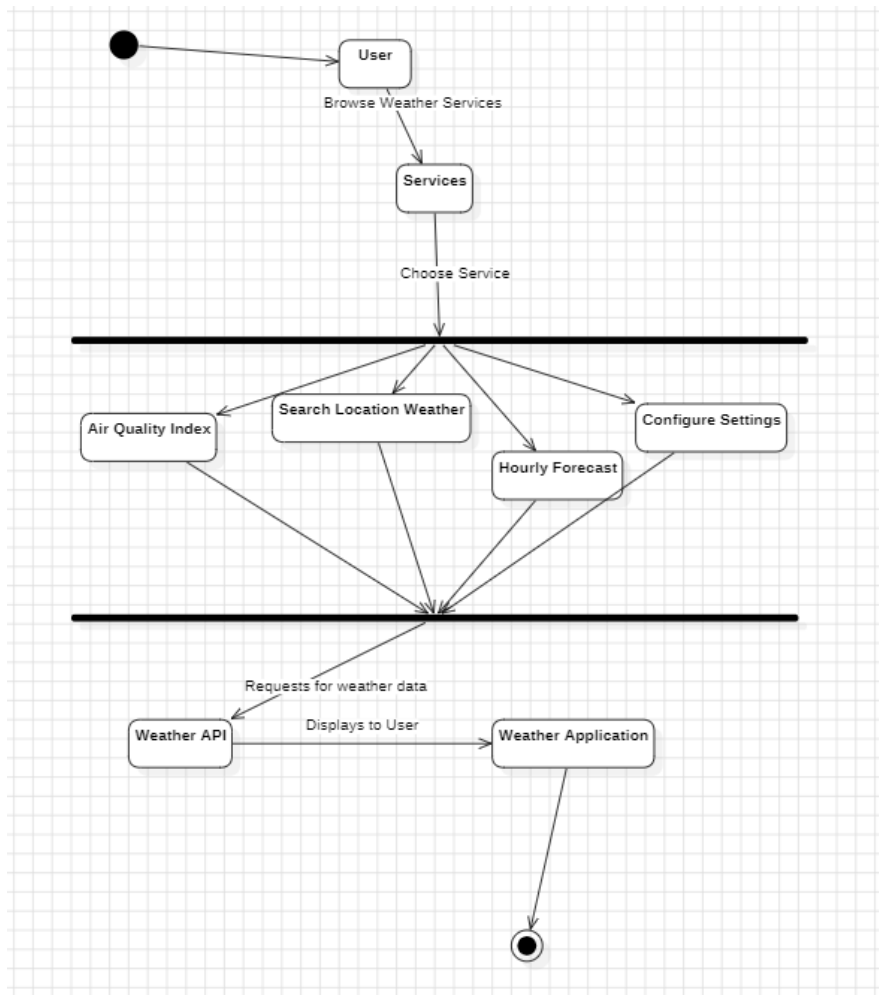 User
Browse Weather Services
Services
Choose Service
Air Quality Index
Search Location Weather
Configure Settings
Hourly Forecast
Requests for weather data
Displays to User
Weather API
Weather Application